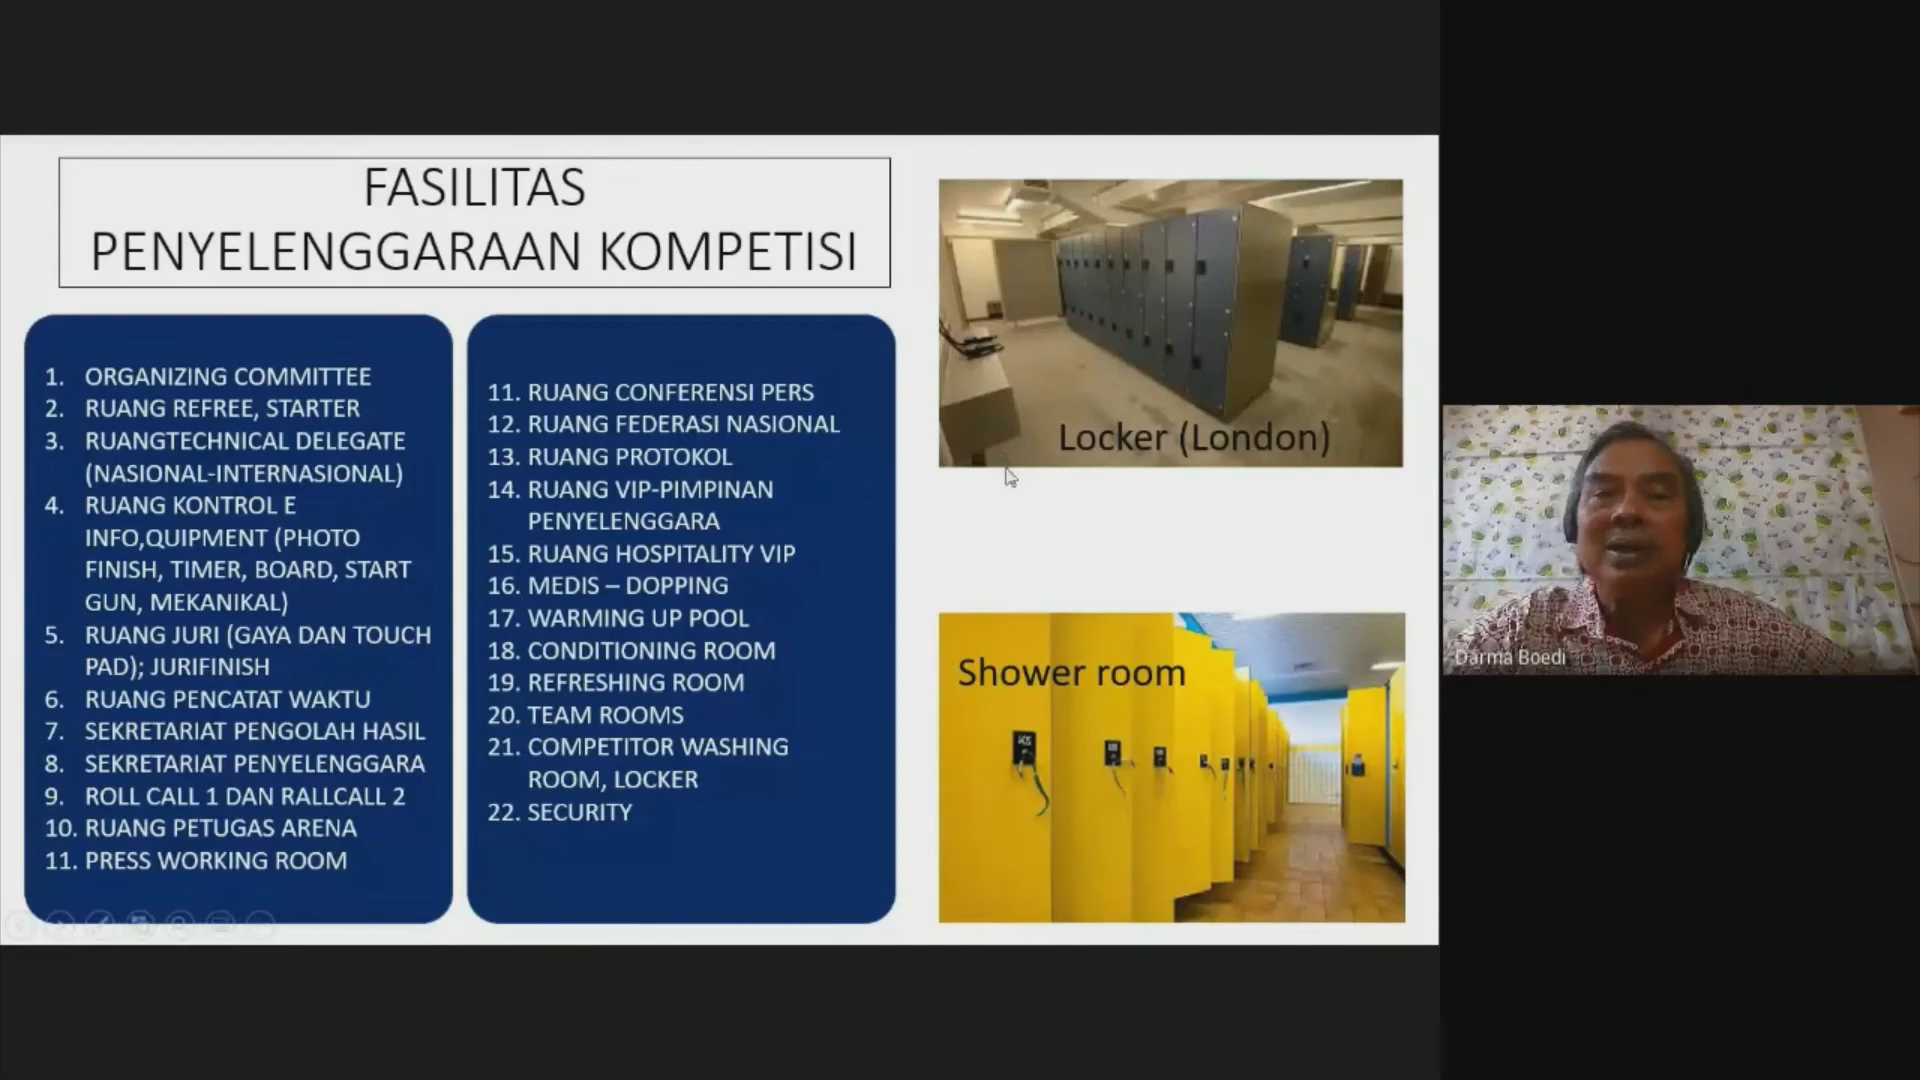 FASILITAS
PENYELENGGARAAN KOMPETISI
1. ORGANIZING COMMITTEE
2. RUANG REFREE, STARTER
3. RUANGTECHNICAL DELEGATE
(NASIONAL-INTERNASIONAL)
4. RUANG KONTROL E
INFO,QUIPMENT (PHOTO
FINISH, TIMER, BOARD, START
GUN, MEKANIKAL)
5. RUANG JURI (GAYA DAN TOUCH
PAD); JURIFINISH
6. RUANG PENCATAT WAKTU
7. SEKRETARIAT PENGOLAH HASIL
8. SEKRETARIAT PENYELENGGARA
9. ROLL CALL 1 DAN RALLCALL 2
10. RUANG PETUGAS ARENA
11. PRESS WORKING ROOM
11. RUANG CONFERENSI PERS
12. RUANG FEDERASI NASIONAL
13. RUANG PROTOKOL
14. RUANG VIP-PIMPINAN
PENYELENGGARA
15. RUANG HOSPITALITY VIP
16. MEDIS – DOPPING
17. WARMING UP POOL
18. CONDITIONING ROOM
19. REFRESHING ROOM
20. TEAM ROOMS
21. COMPETITOR WASHING
ROOM, LOCKER
22. SECURITY
Locker (London)
Shower room
Darma Boedi